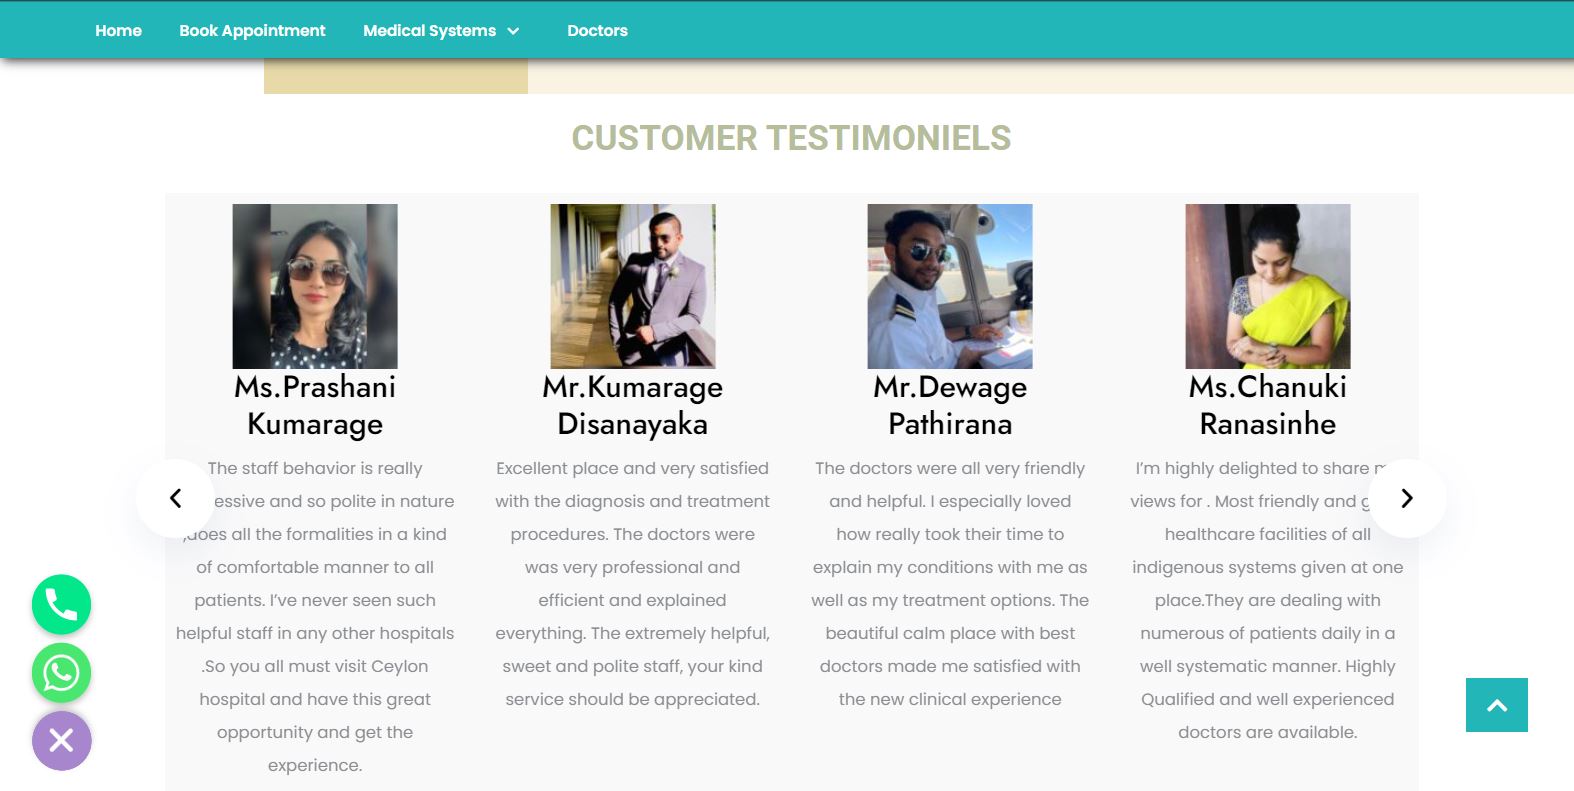 Home Book Appointment Medical Systems Doctors
CUSTOMER TESTIMONIELS
Ms.Prashani
Kumarage
The staff behavior is really
and so polite in nature
,does all the formalities in a kind
of comfortable manner to all
patients. I've never seen such
helpful staff in any other hospitals
.So you all must visit Ceylon
hospital and have this great
opportunity and get the
experience.
Mr.Kumarage
Disanayaka
Excellent place and very satisfied
with the diagnosis and treatment
procedures. The doctors were
was very professional and
efficient and explained
everything. The extremely helpful,
sweet and polite staff, your kind
service should be appreciated.
Mr.Dewage
Pathirana
The doctors were all very friendly
and helpful. I especially loved
how really took their time to
explain my conditions with me as
well as my treatment options. The
beautiful calm place with best
doctors made me satisfied with
the new clinical experience
Ms.Chanuki
Ranasinhe
I'm highly delighted to share
views for . Most friendly and
healthcare facilities of all
indigenous systems given at one
place.They are dealing with
numerous of patients daily in a
well systematic manner. Highly
Qualified and well experienced
doctors are available.